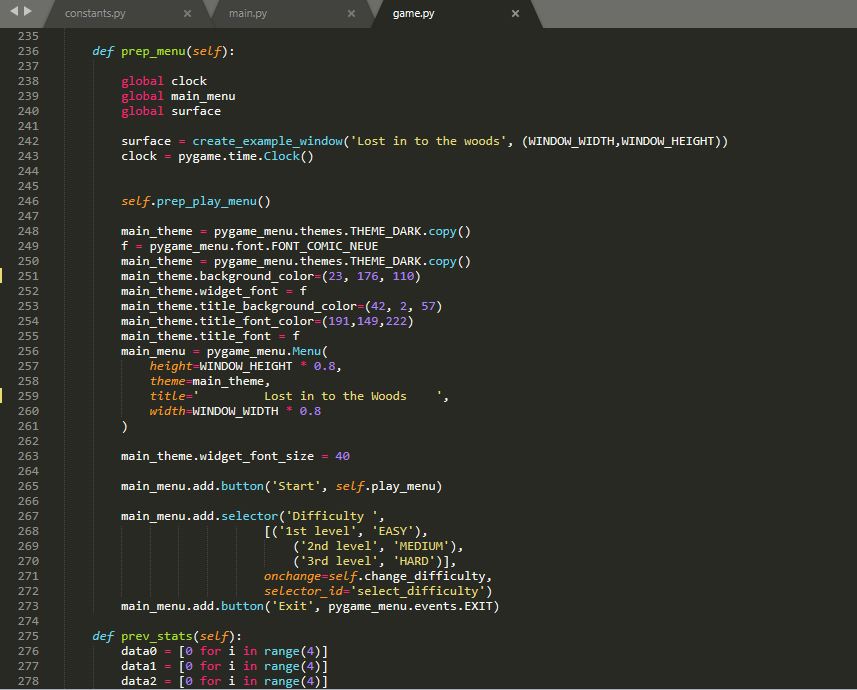 constants.py × main.py × game.py ×
235
236 def prep_menu(self):
237
238 global clock
239 global main_menu
240 global surface
241
242 surface = create_example_window('Lost in to the woods', (WINDOW_WIDTH,WINDOW_HEIGHT))
243 clock = pygame.time.Clock()
244
245
246 self.prep_play_menu()
247
248 main_theme = pygame_menu.themes.THEME_DARK.copy()
249 f = pygame_menu.font.FONT_COMIC_NEUE
250 main_theme = pygame_menu.themes.THEME_DARK.copy()
251 main_theme.background_color=(23, 176, 110)
252 main_theme.widget_font = f
253 main_theme.title_background_color=(42, 2, 57)
254 main_theme.title_font_color=(191,149,222)
255 main_theme.title_font = f
256 main_menu = pygame_menu.Menu(
257 height=WINDOW_HEIGHT * 0.8,
258 theme=main_theme,
259 title='         Lost in to the Woods    ',
260 width=WINDOW_WIDTH * 0.8
261 )
262
263 main_theme.widget_font_size = 40
264
265 main_menu.add.button('Start', self.play_menu)
266
267 main_menu.add.selector('Difficulty ',
268 [('1st level', 'EASY'),
269 ('2nd level', 'MEDIUM'),
270 ('3rd level', 'HARD')],
271 onchange=self.change_difficulty,
272 selector_id='select_difficulty')
273 main_menu.add.button('Exit', pygame_menu.events.EXIT)
274
275 def prev_stats(self):
276 data0 = [0 for i in range(4)]
277 data1 = [0 for i in range(4)]
278 data2 = [0 for i in range(4)]